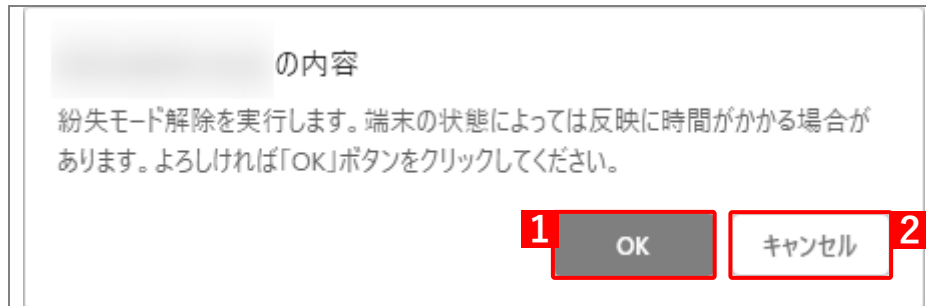 の内容
紛失モード解除を実行します。端末の状態によっては反映に時間がかかる場合が
あります。よろしければ「OK」ボタンをクリックしてください。
1 OK キャンセル 2